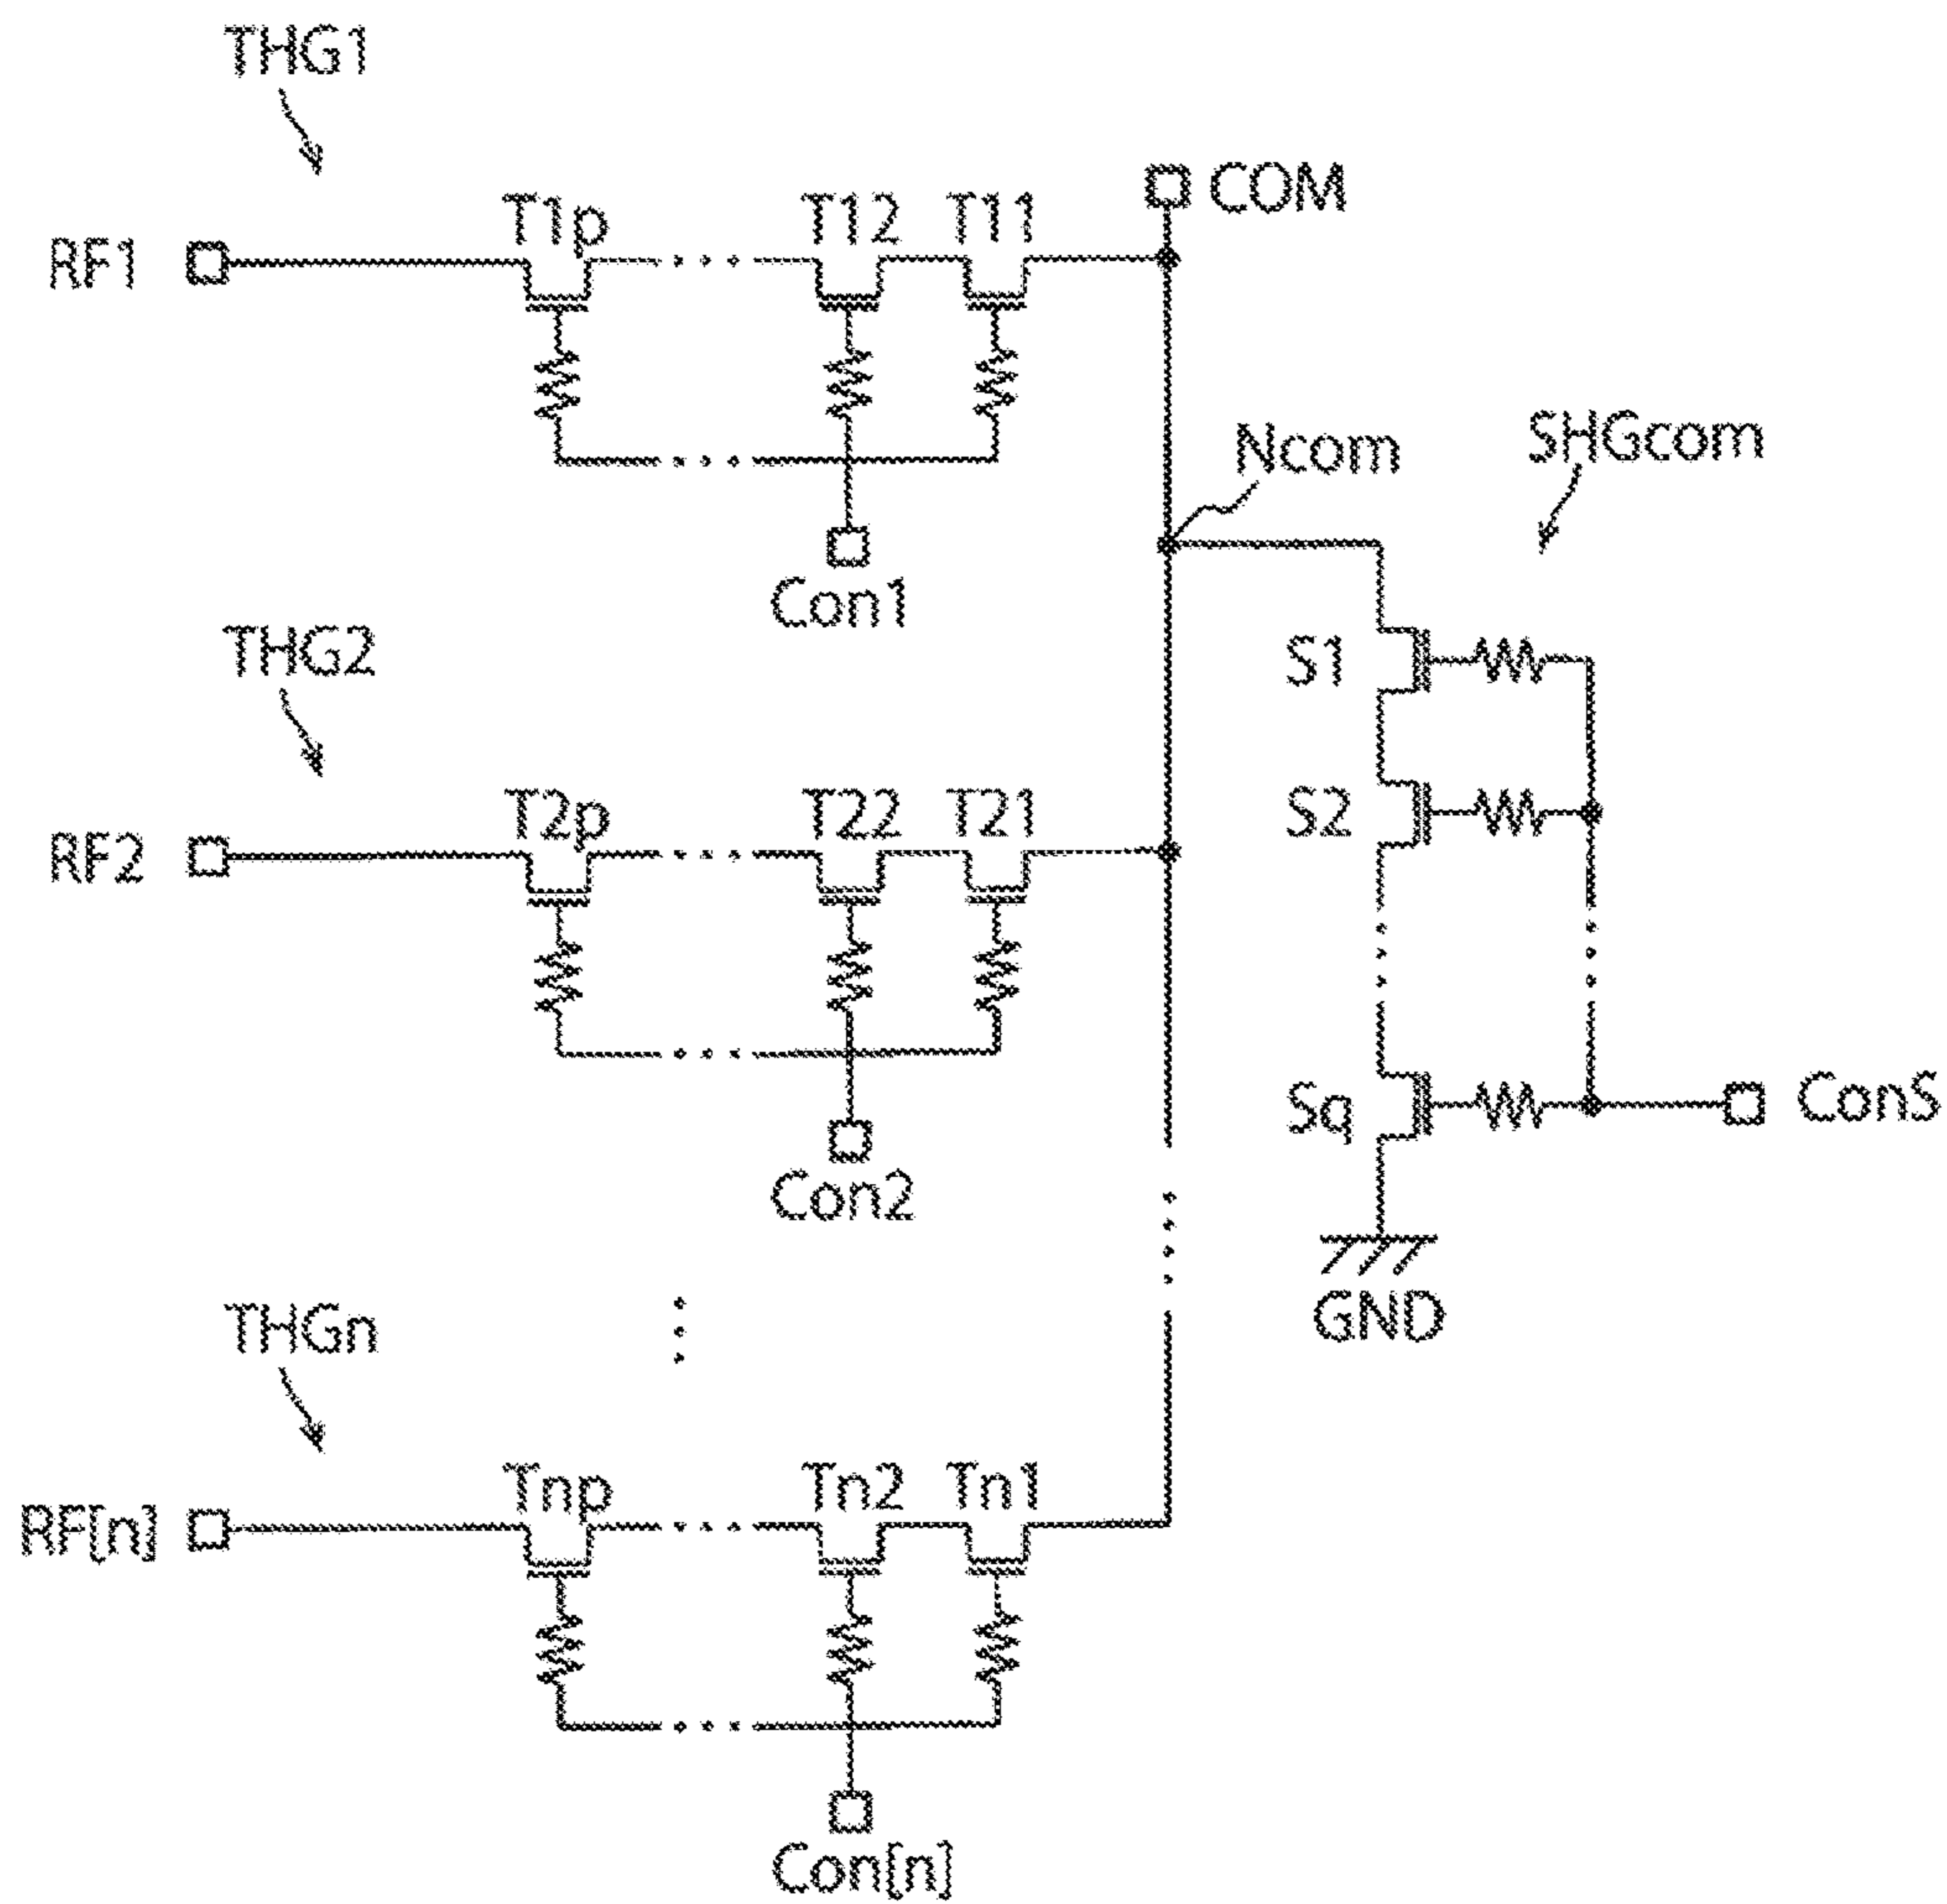 THG1
COM
T1p T12 T11
RF1
Ncom SHGcom
Con1
THG2
S1
T2p T22 T21
S2
RF2
Sq ConS
Con2
GND
THGn
Tnp Tn2 Tn1
RF[n]
Con[n]